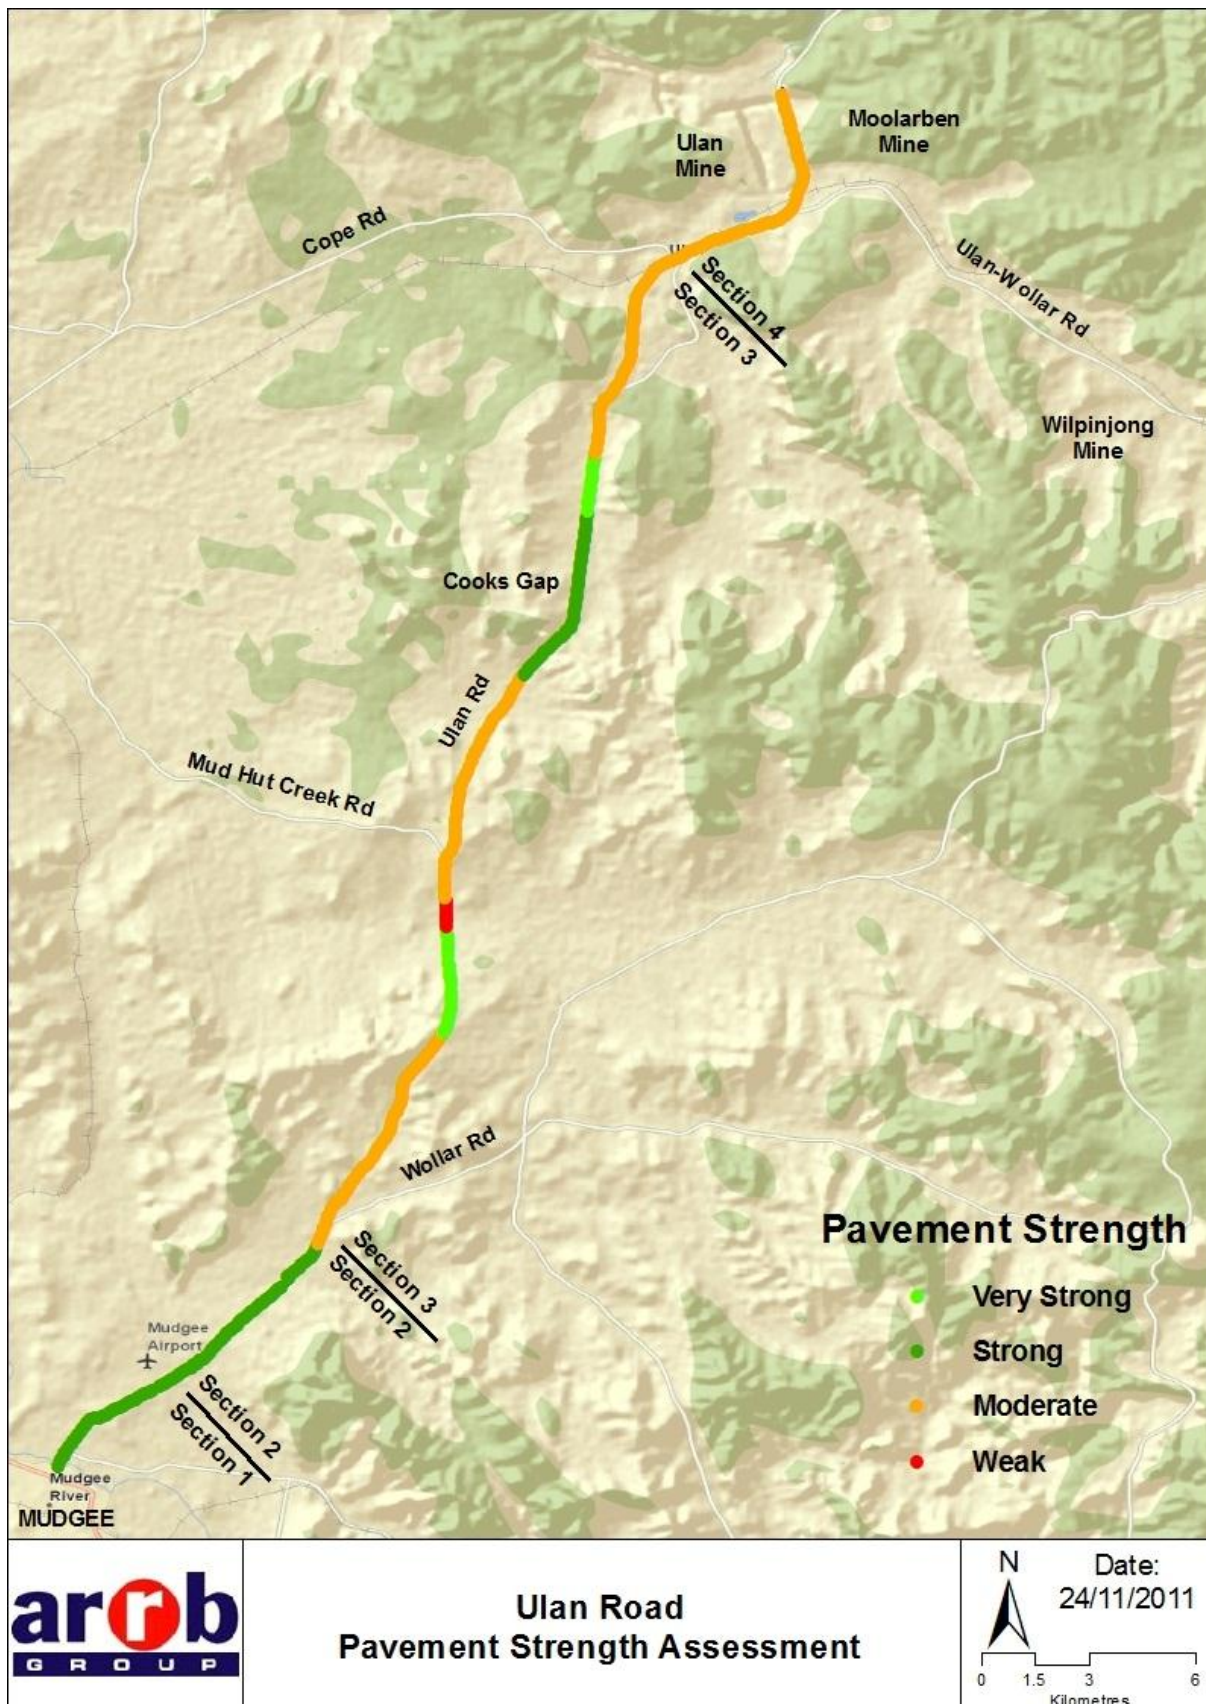 Moolarben
Mine
Ulan
Mine
Cope Rd
Ulan-Wollar Rd
Section 4
Section 3
Wilpinjong
Mine
Cooks Gap
Ulan Rd
Mud Hut Creek Rd
Wollar Rd
Pavement Strength
Very Strong
Strong
Moderate
Weak
Section 3
Section 2
Mudgee
Airport
Section 2
Section 1
Mudgee
River
MUDGEE
arrb
GROUP
Ulan Road
Pavement Strength Assessment
N
Date:
24/11/2011
0 1.5 3 6
Kilometres